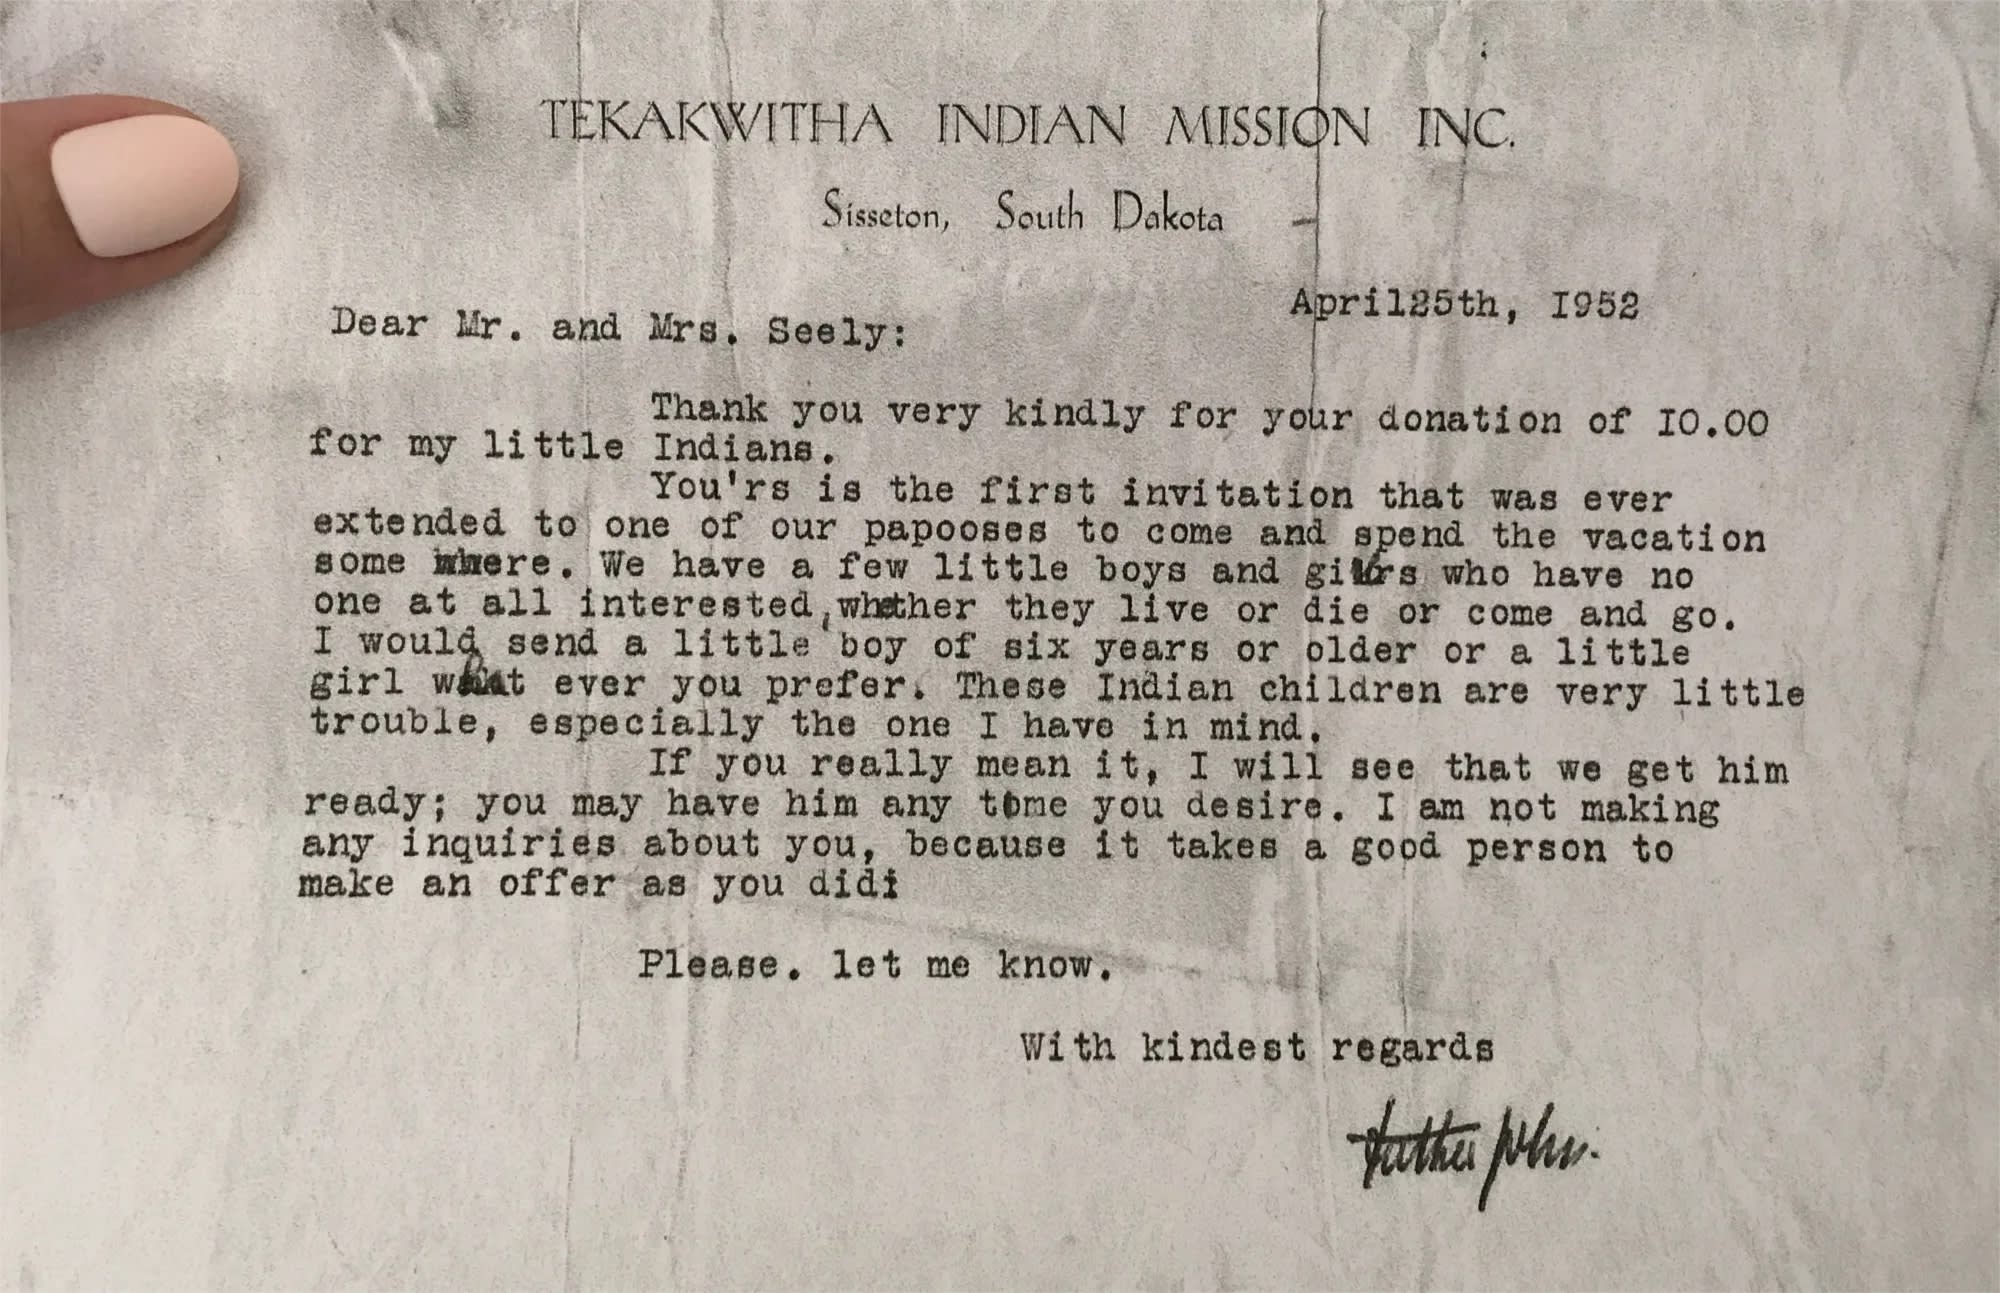 TEKAKWITHA INDIAN MISSION INC.
Sisseton, South Dakota
April25th, I952
Dear Mr. and Mrs. Seely:
Thank you very kindly for your donation of I0.00
for my little Indians.
You'rs is the first invitation that was ever
extended to one of our papooses to come and spend the vacation
some where. We have a few little boys and girls who have no
one at all interested,whether they live or die or come and go.
I would send a little boy of six years or older or a little
girl what ever you prefer. These Indian children are very little
trouble, especially the one I have in mind.
If you really mean it, I will see that we get him
ready; you may have him any time you desire. I am not making
any inquiries about you, because it takes a good person to
make an offer as you did
Please. let me know.
With kindest regards
Father John.